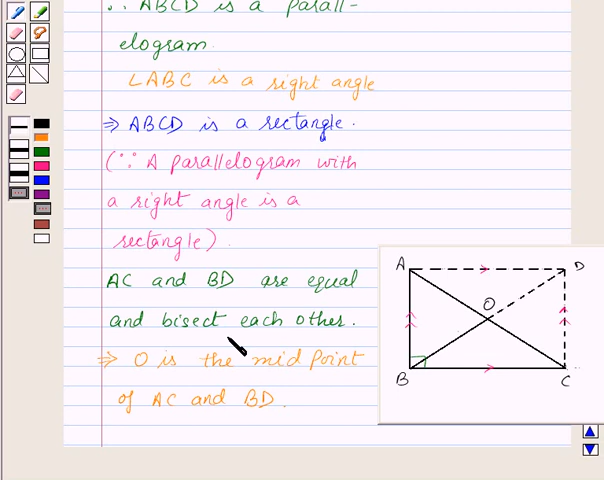 ∴ ABCD is a parall-
elogram.
∠ABC is a right angle
⇒ ABCD is a rectangle.
(∵ A parallelogram with
a right angle is a
rectangle).
AC and BD are equal
and bisect each other.
⇒ O is the mid point
of AC and BD.
A D
O
B C